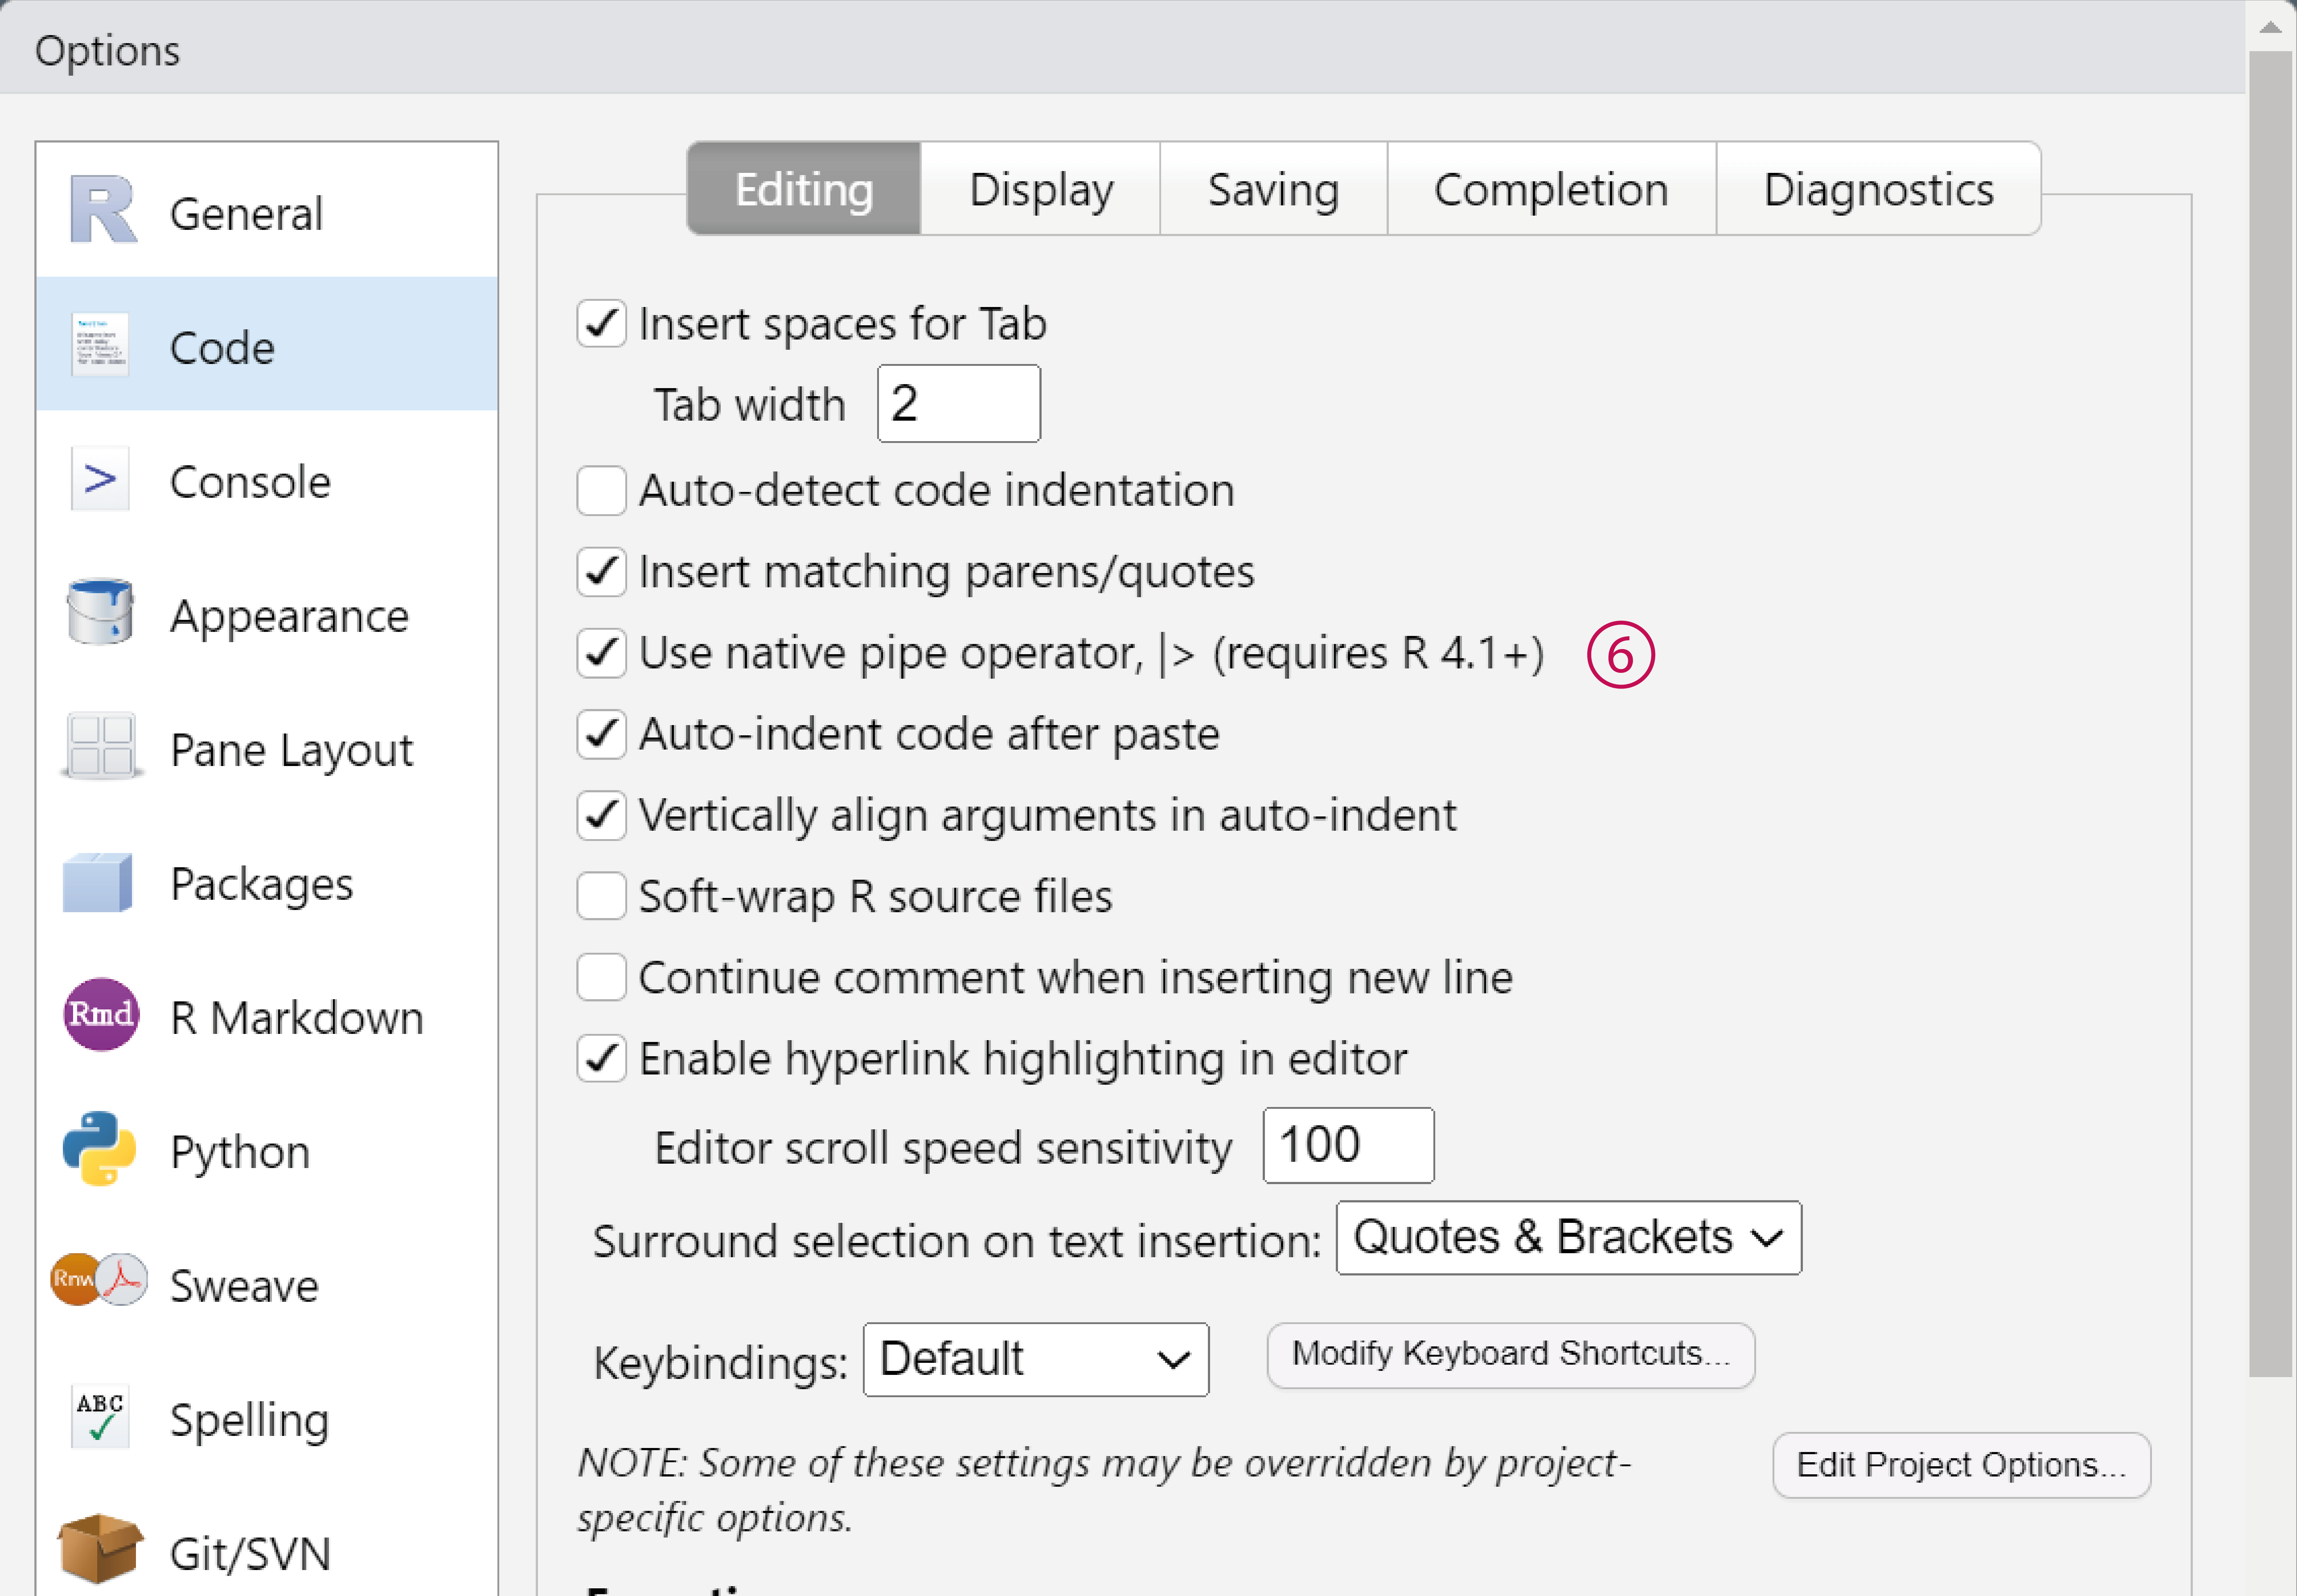 Options
General
Code
Console
Appearance
Pane Layout
Packages
Rmd
R Markdown
Python
Rnw
Sweave
ABC
Spelling
Git/SVN
Editing Display Saving Completion Diagnostics
Insert spaces for Tab
Tab width 2
Auto-detect code indentation
Insert matching parens/quotes
Use native pipe operator, |> (requires R 4.1+) ⑥
Auto-indent code after paste
Vertically align arguments in auto-indent
Soft-wrap R source files
Continue comment when inserting new line
Enable hyperlink highlighting in editor
Editor scroll speed sensitivity 100
Surround selection on text insertion: Quotes & Brackets
Keybindings: Default Modify Keyboard Shortcuts...
NOTE: Some of these settings may be overridden by project-
specific options.
Edit Project Options...